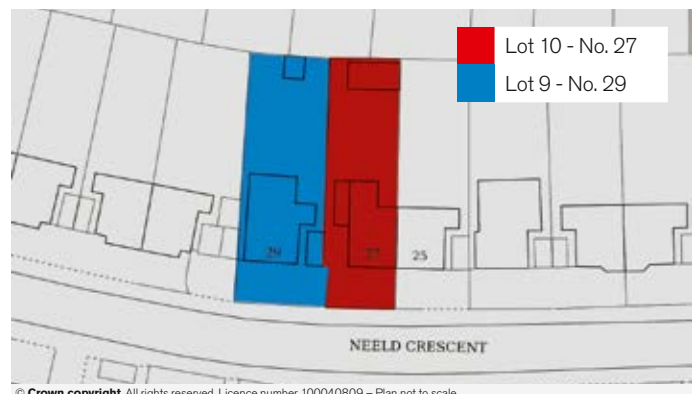 Lot 10 - No. 27
Lot 9 - No. 29
29
27
25
NEELD CRESCENT
© Crown copyright. All rights reserved. Licence number 100040809 – Plan not to scale